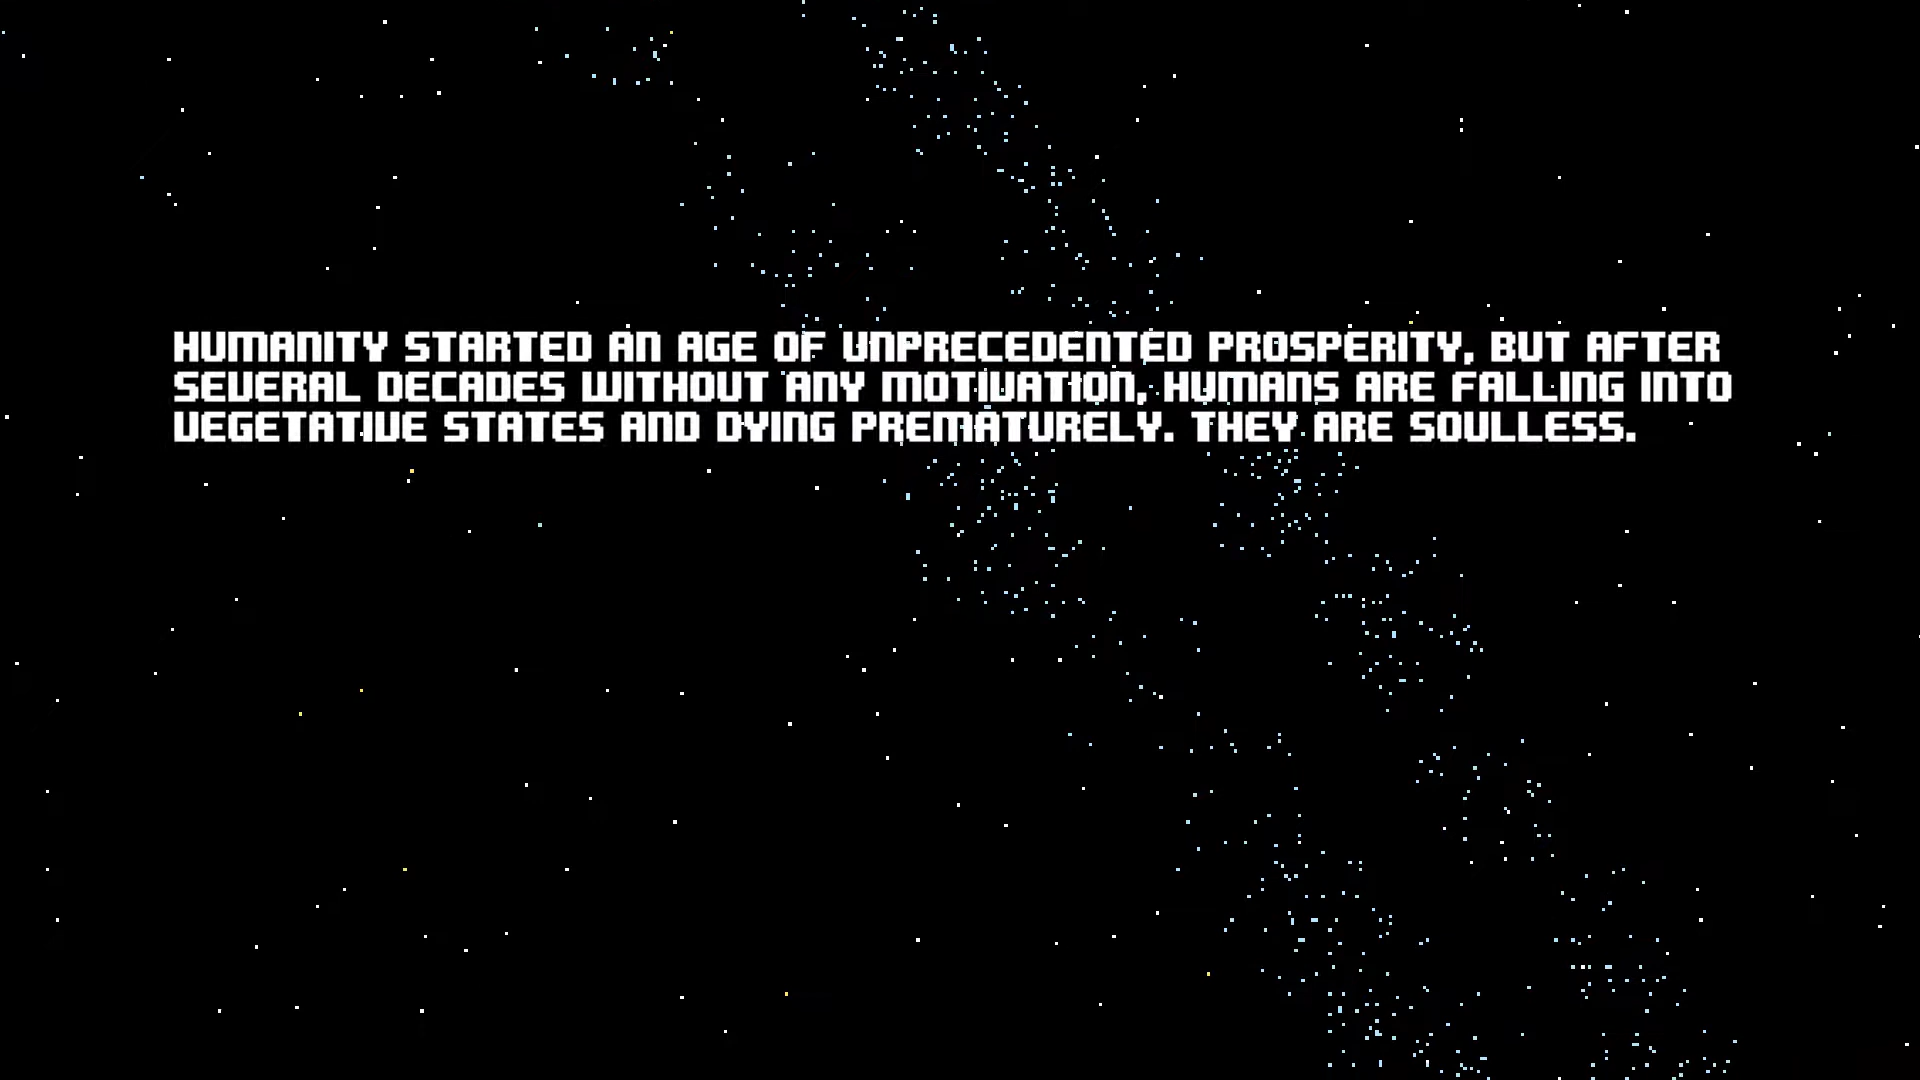 HUMANITY STARTED AN AGE OF UNPRECEDENTED PROSPERITY, BUT AFTER
SEVERAL DECADES WITHOUT ANY MOTIVATION, HUMANS ARE FALLING INTO
VEGETATIVE STATES AND DYING PREMATURELY. THEY ARE SOULLESS.